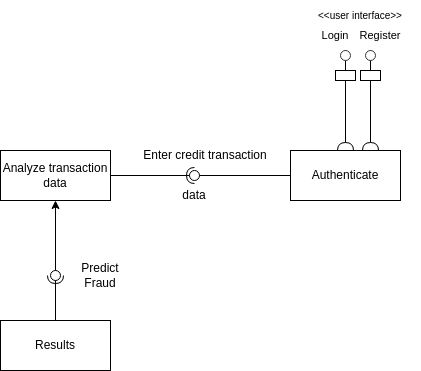 <<user interface>>
Login Register
Enter credit transaction
data
Analyze transaction
data
Authenticate
Predict
Fraud
Results